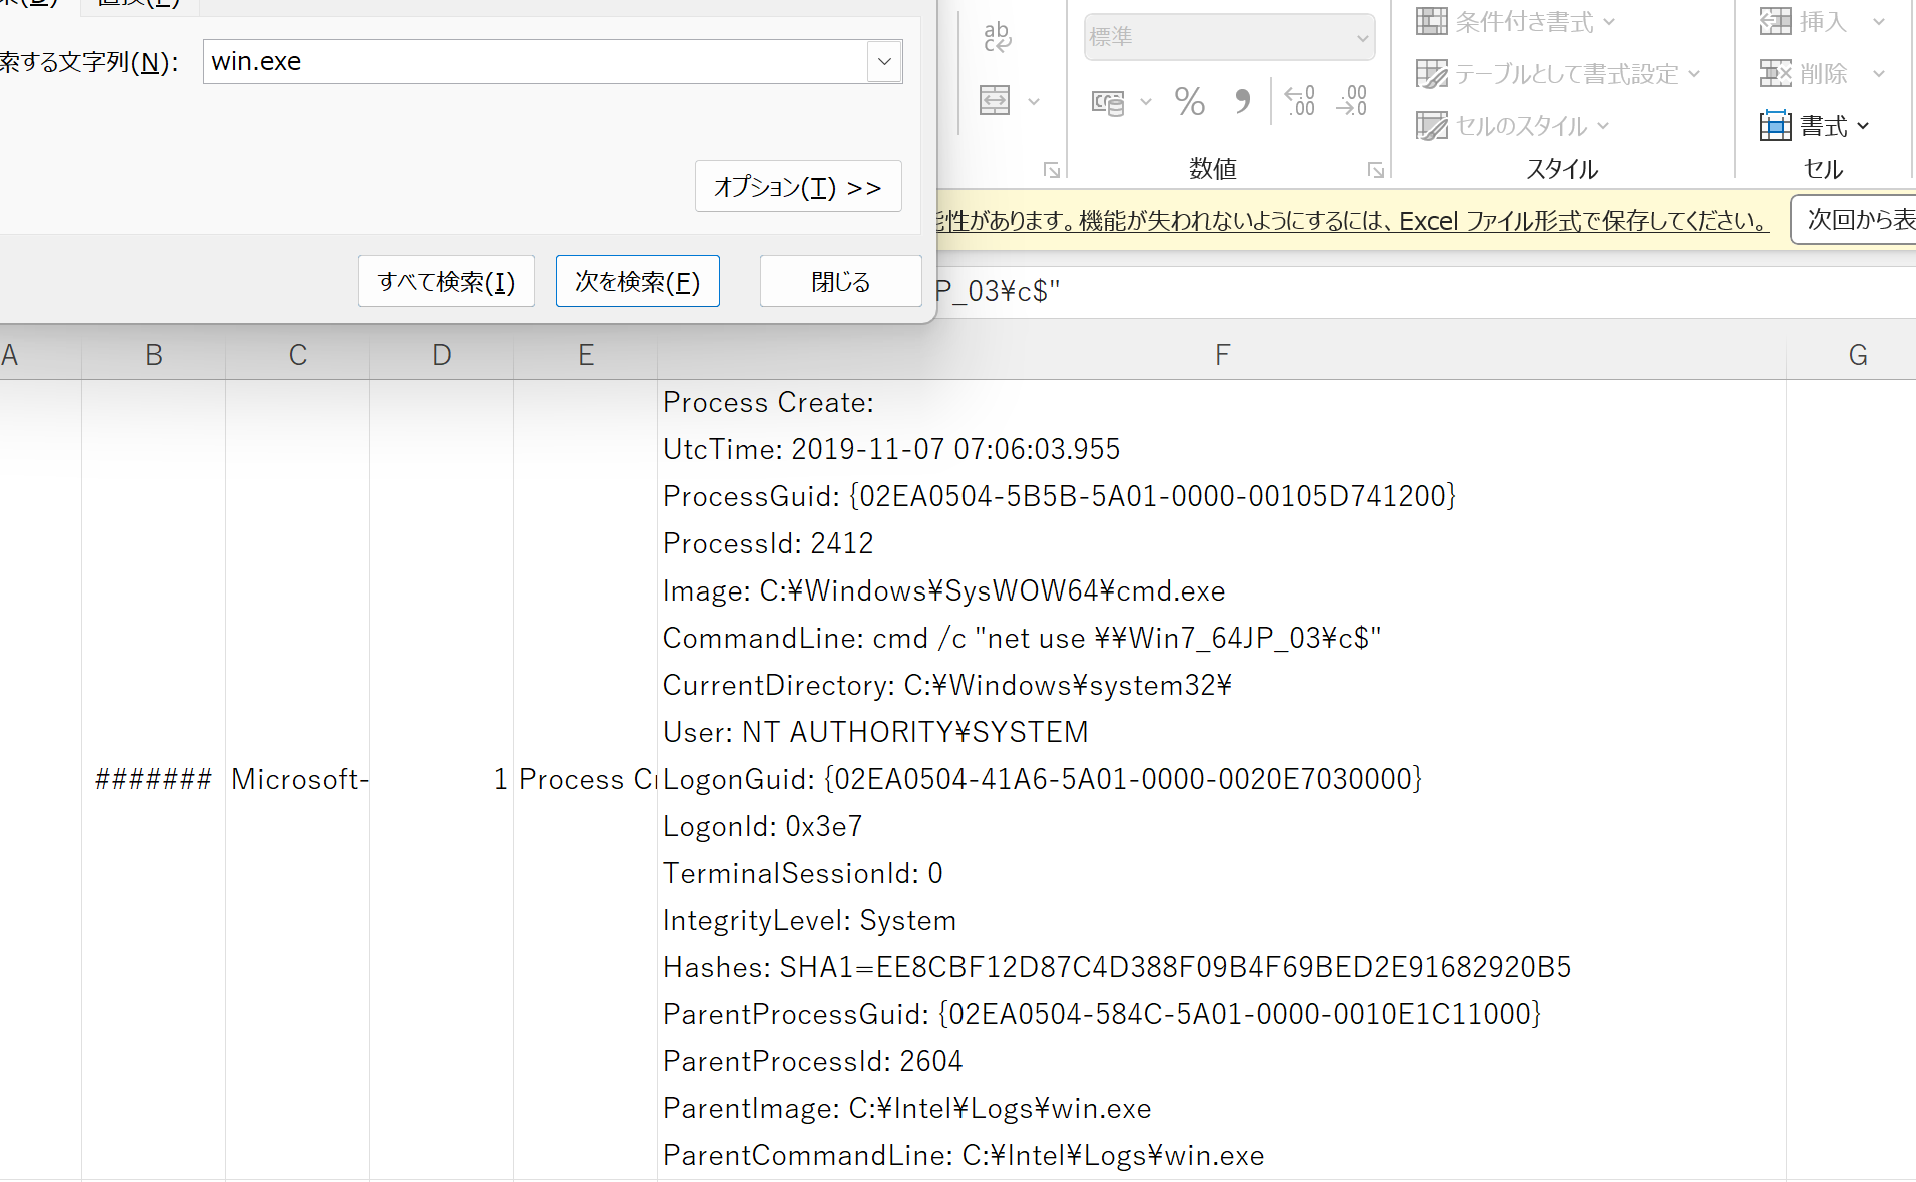 索する文字列(N):
win.exe
オプション(T) >>
すべて検索(I)
次を検索(F)
閉じる
ab
c
標準
% ,
←0
.00
.00
→0
数値
条件付き書式
テーブルとして書式設定
セルのスタイル
スタイル
挿入
削除
書式
セル
性があります。機能が失われないようにするには、Excel ファイル形式で保存してください。
次回から表
P_03¥c$"
A B C D E F G
####### Microsoft- 1 Process Cr
Process Create:
UtcTime: 2019-11-07 07:06:03.955
ProcessGuid: {02EA0504-5B5B-5A01-0000-00105D741200}
ProcessId: 2412
Image: C:¥Windows¥SysWOW64¥cmd.exe
CommandLine: cmd /c "net use ¥¥Win7_64JP_03¥c$"
CurrentDirectory: C:¥Windows¥system32¥
User: NT AUTHORITY¥SYSTEM
LogonGuid: {02EA0504-41A6-5A01-0000-0020E7030000}
LogonId: 0x3e7
TerminalSessionId: 0
IntegrityLevel: System
Hashes: SHA1=EE8CBF12D87C4D388F09B4F69BED2E91682920B5
ParentProcessGuid: {02EA0504-584C-5A01-0000-0010E1C11000}
ParentProcessId: 2604
ParentImage: C:¥Intel¥Logs¥win.exe
ParentCommandLine: C:¥Intel¥Logs¥win.exe